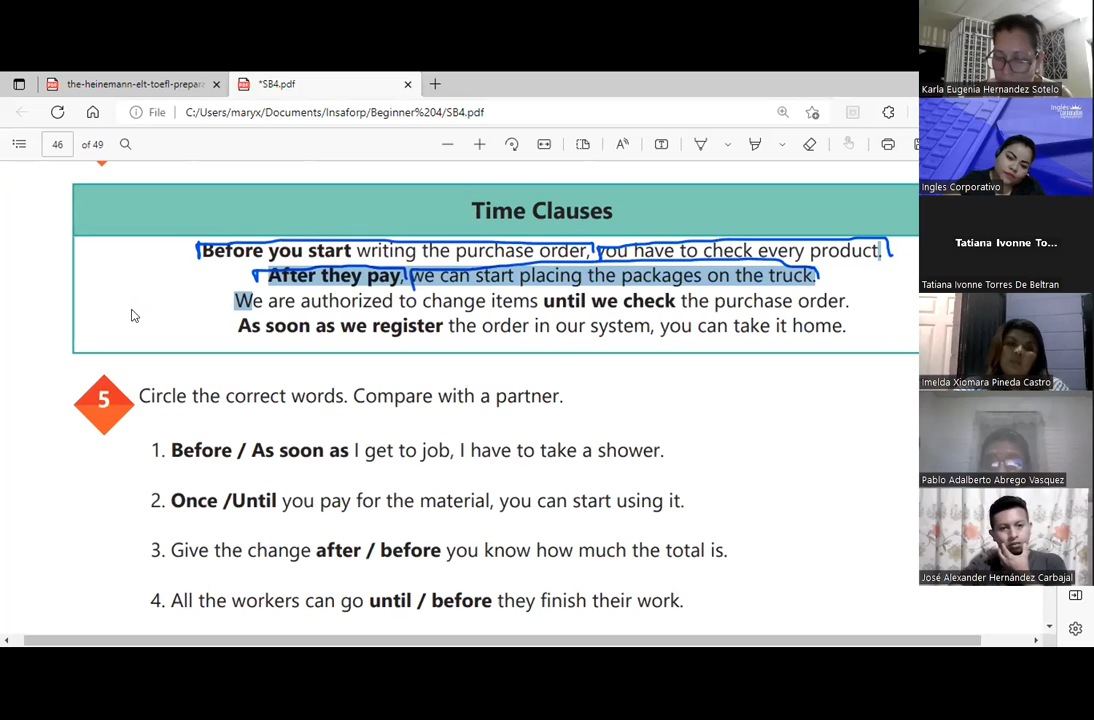 the-heinemann-elt-toefl-prepara
*SB4.pdf
File
C:/Users/maryx/Documents/Insaforp/Beginner%204/SB4.pdf
46 of 49
Time Clauses
Before you start writing the purchase order, you have to check every product.
After they pay, we can start placing the packages on the truck.
We are authorized to change items until we check the purchase order.
As soon as we register the order in our system, you can take it home.
5 Circle the correct words. Compare with a partner.
1. Before / As soon as I get to job, I have to take a shower.
2. Once /Until you pay for the material, you can start using it.
3. Give the change after / before you know how much the total is.
4. All the workers can go until / before they finish their work.
Karla Eugenia Hernandez Sotelo
Ingles Corporativo
Tatiana Ivonne To...
Tatiana Ivonne Torres De Beltran
Imelda Xiomara Pineda Castro
Pablo Adalberto Abrego Vasquez
José Alexander Hernández Carbajal